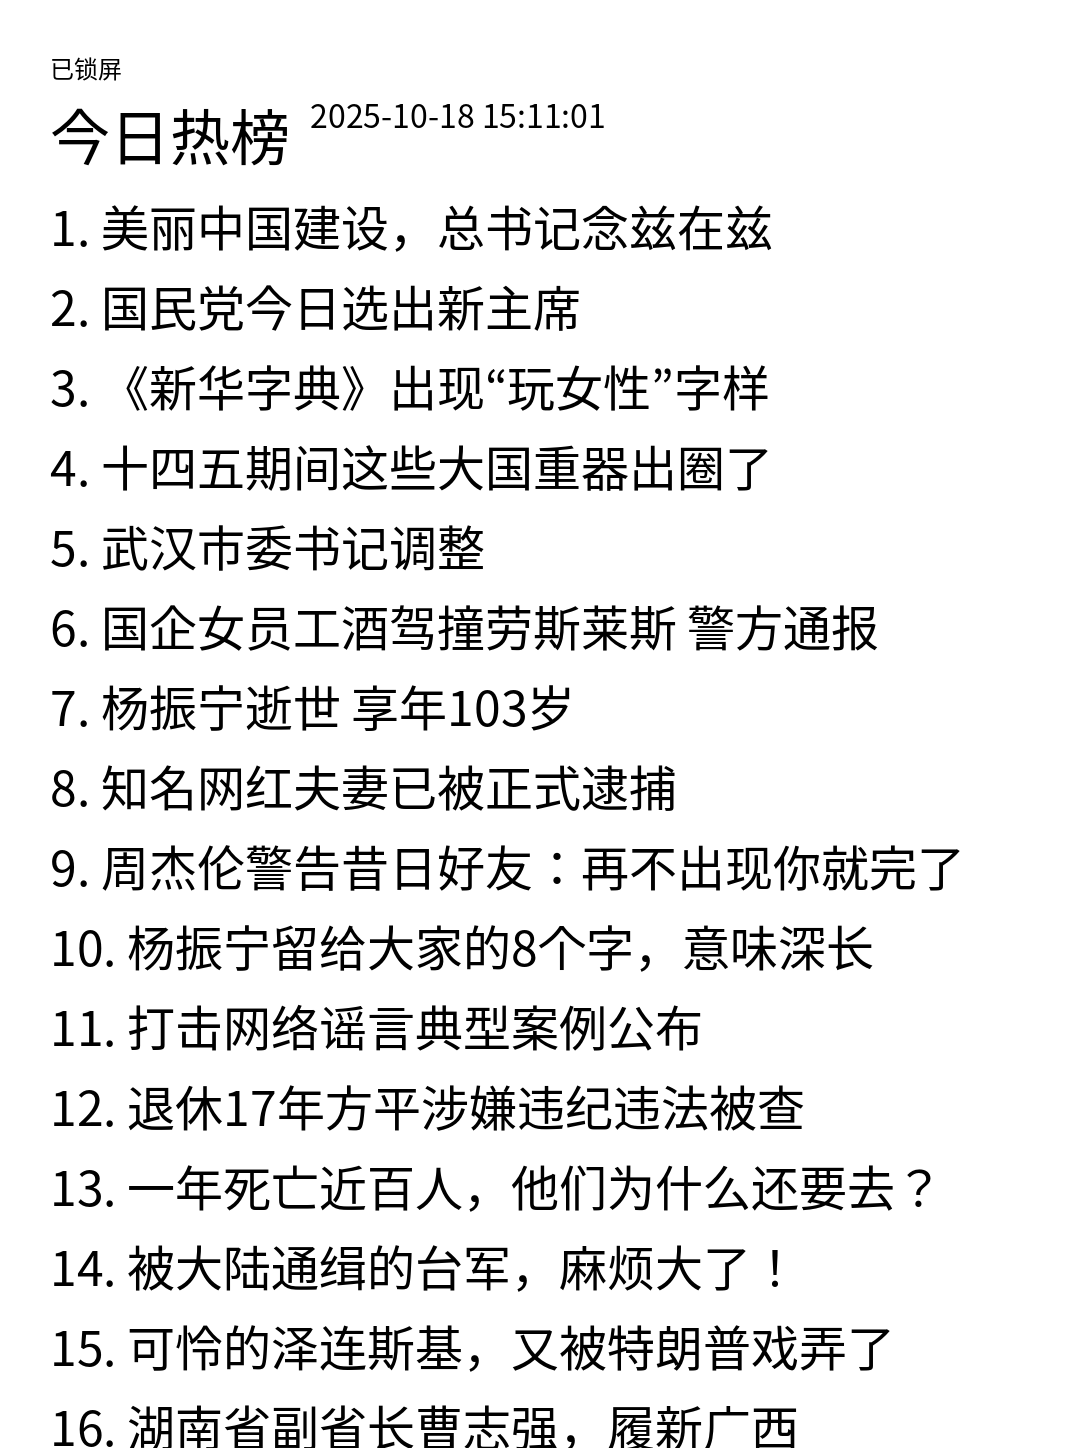 已锁屏
今日热榜 2025-10-18 15:11:01
1. 美丽中国建设，总书记念兹在兹
2. 国民党今日选出新主席
3. 《新华字典》出现“玩女性”字样
4. 十四五期间这些大国重器出圈了
5. 武汉市委书记调整
6. 国企女员工酒驾撞劳斯莱斯 警方通报
7. 杨振宁逝世 享年103岁
8. 知名网红夫妻已被正式逮捕
9. 周杰伦警告昔日好友：再不出现你就完了
10. 杨振宁留给大家的8个字，意味深长
11. 打击网络谣言典型案例公布
12. 退休17年方平涉嫌违纪违法被查
13. 一年死亡近百人，他们为什么还要去？
14. 被大陆通缉的台军，麻烦大了！
15. 可怜的泽连斯基，又被特朗普戏弄了
16. 湖南省副省长曹志强，履新广西